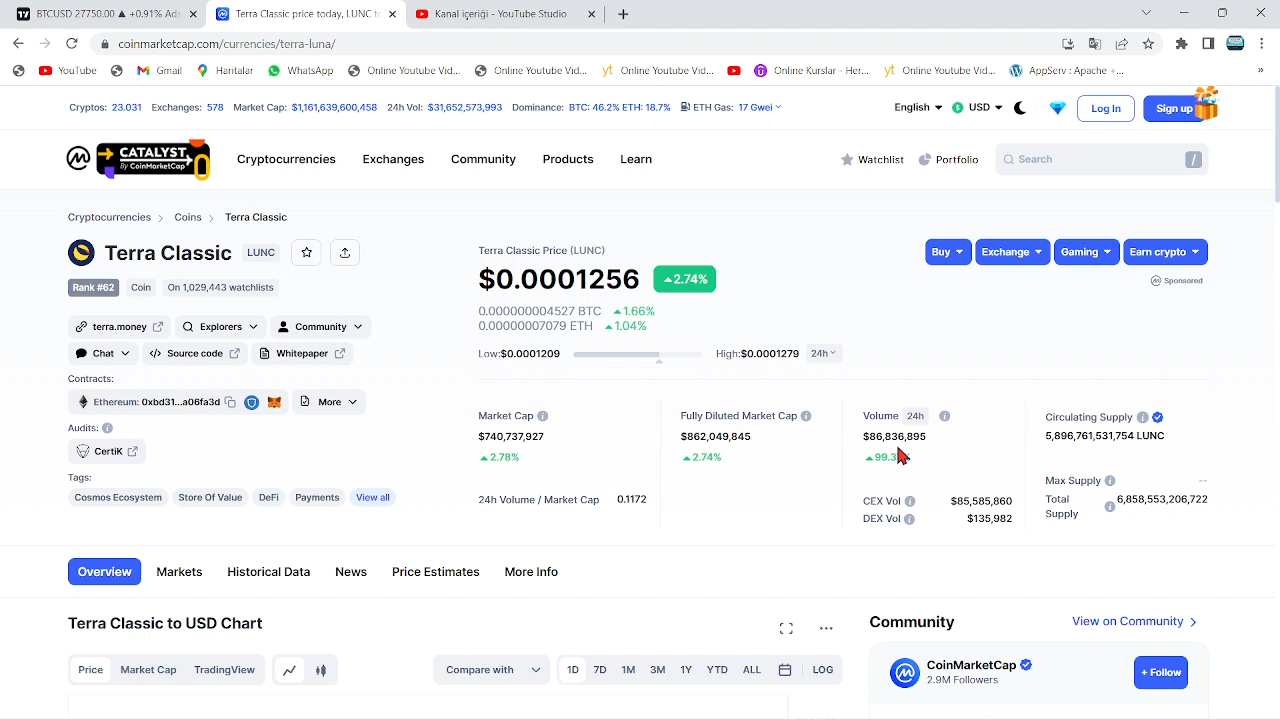 BTCUSD 27750.00 ▲ +0.91% Ads
Terra Classic price today, LUNC to
Kanal içeriği - YouTube Studio
coinmarketcap.com/currencies/terra-luna/
YouTube
Gmail
Haritalar
WhatsApp
Online Youtube Vid...
Online Youtube Vid...
Online Youtube Vid...
Online Kurslar - Her...
Online Youtube Vid...
AppServ : Apache +...
»
Cryptos: 23.031 Exchanges: 578 Market Cap: $1,161,639,600,458 24h Vol: $31,652,573,993 Dominance: BTC: 46.2% ETH: 18.7% ETH Gas: 17 Gwei
English
USD
Log In
Sign up
CATALYST
By CoinMarketCap
Cryptocurrencies
Exchanges
Community
Products
Learn
Watchlist
Portfolio
Search
/
Cryptocurrencies > Coins > Terra Classic
Terra Classic LUNC
Rank #62
Coin
On 1,029,443 watchlists
terra.money
Explorers
Community
Chat
Source code
Whitepaper
Contracts:
Ethereum: 0xbd31...a06fa3d
More
Audits:
CertiK
Tags:
Cosmos Ecosystem
Store Of Value
DeFi
Payments
View all
Terra Classic Price (LUNC)
$0.0001256
2.74%
0.000000004527 BTC 1.66%
0.00000007079 ETH 1.04%
Low:$0.0001209
High:$0.0001279
24h
Buy
Exchange
Gaming
Earn crypto
Sponsored
Market Cap
$740,737,927
2.78%
24h Volume / Market Cap 0.1172
Fully Diluted Market Cap
$862,049,845
2.74%
Volume 24h
$86,836,895
CEX Vol $85,585,860
DEX Vol $135,982
Circulating Supply
5,896,761,531,754 LUNC
Max Supply --
Total Supply 6,858,553,206,722
Overview
Markets
Historical Data
News
Price Estimates
More Info
Terra Classic to USD Chart
Price
Market Cap
TradingView
Compare with
1D
7D
1M
3M
1Y
YTD
ALL
LOG
Community
View on Community >
CoinMarketCap
2.9M Followers
+ Follow